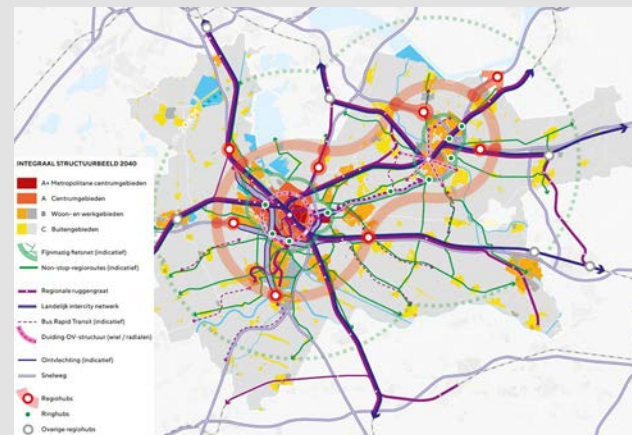 INTEGRAAL STRUCTUURBEELD 2040
A+ Metropolitane centrumgebieden
A Centrumgebieden
B Woon- en werkgebieden
C Buitengebieden
Fijnmazig fietsnet (indicatief)
Non-stop-regioroutes (indicatief)
Regionale ruggengraat
Landelijk intercity netwerk
Bus Rapid Transit (indicatief)
Duiding OV-structuur (wiel / radialen)
Ontvlechting (indicatief)
Snelweg
Regiohubs
Ringhubs
Overige regiohubs